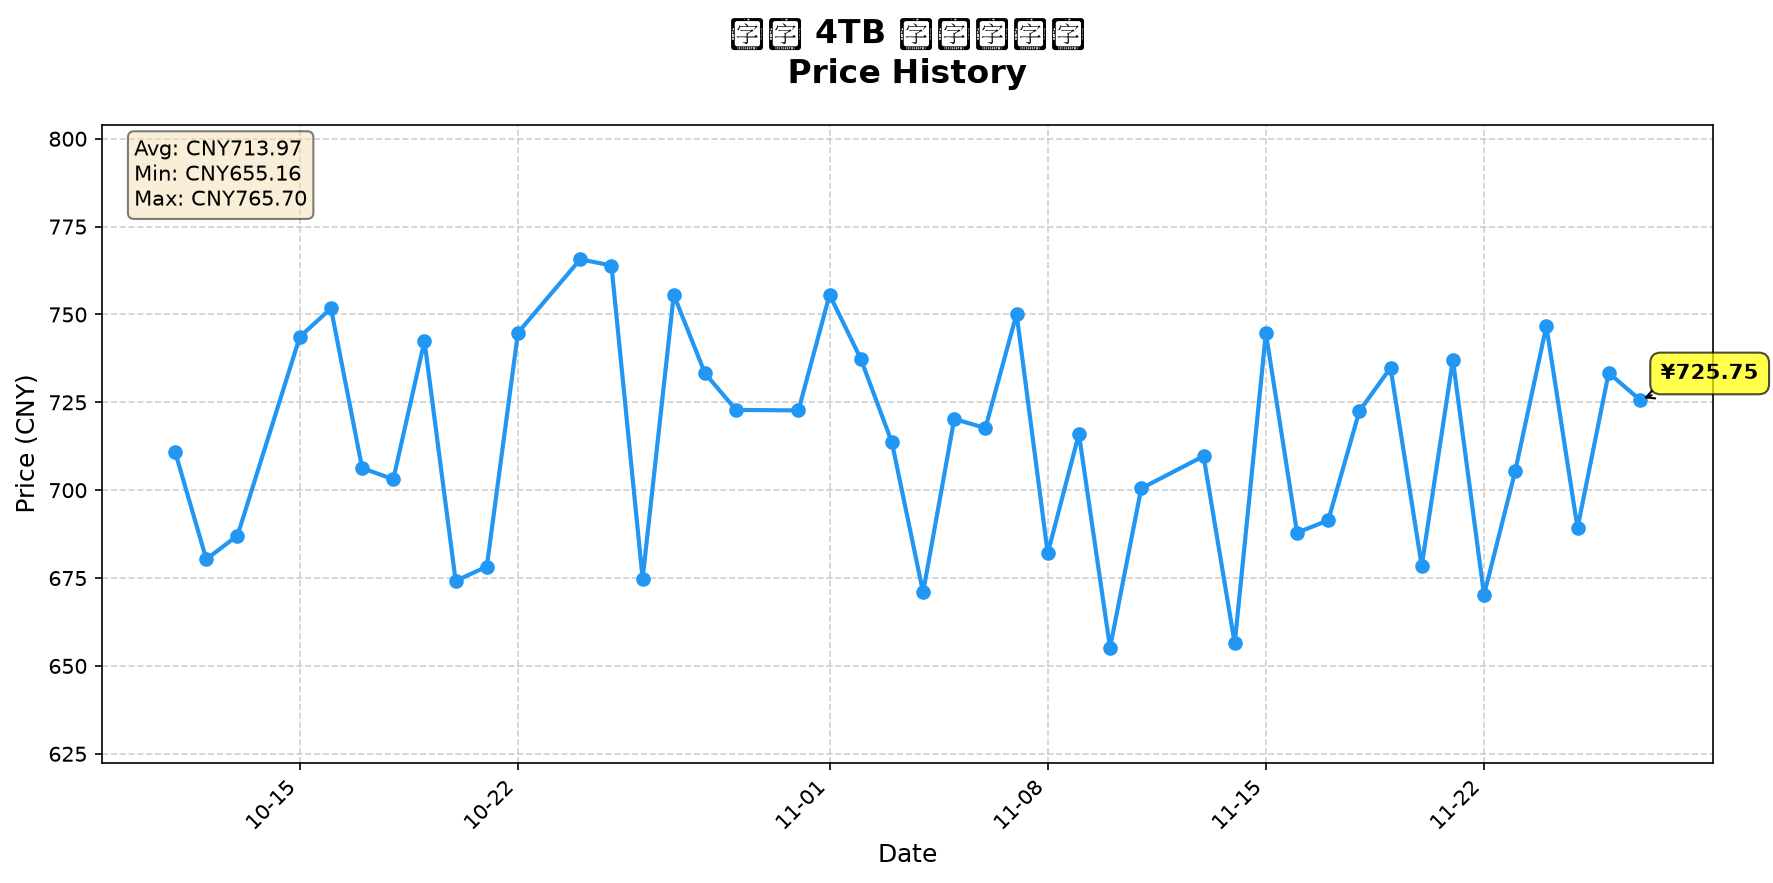 4TB
Price History
Avg: CNY713.97
Min: CNY655.16
Max: CNY765.70
800
775
750
725
700
675
650
625
Price (CNY)
¥725.75
10-15
10-22
11-01
11-08
11-15
11-22
Date